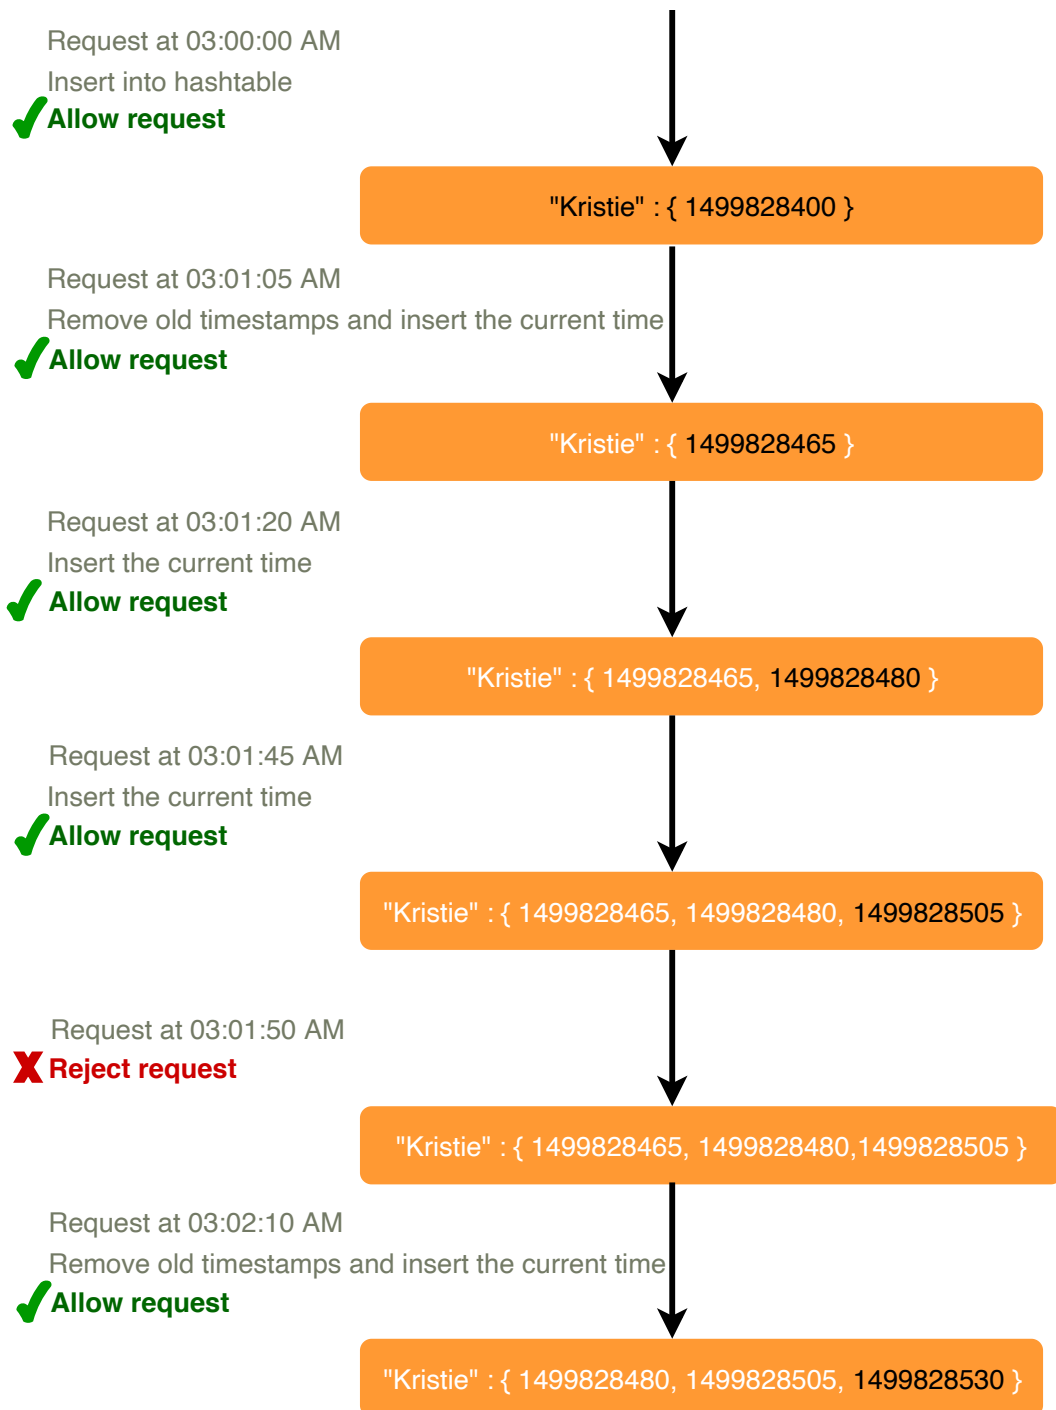 Request at 03:00:00 AM
Insert into hashtable
Allow request
"Kristie" : { 1499828400 }
Request at 03:01:05 AM
Remove old timestamps and insert the current time
Allow request
"Kristie" : { 1499828465 }
Request at 03:01:20 AM
Insert the current time
Allow request
"Kristie" : { 1499828465, 1499828480 }
Request at 03:01:45 AM
Insert the current time
Allow request
"Kristie" : { 1499828465, 1499828480, 1499828505 }
Request at 03:01:50 AM
X Reject request
"Kristie" : { 1499828465, 1499828480,1499828505 }
Request at 03:02:10 AM
Remove old timestamps and insert the current time
Allow request
"Kristie" : { 1499828480, 1499828505, 1499828530 }